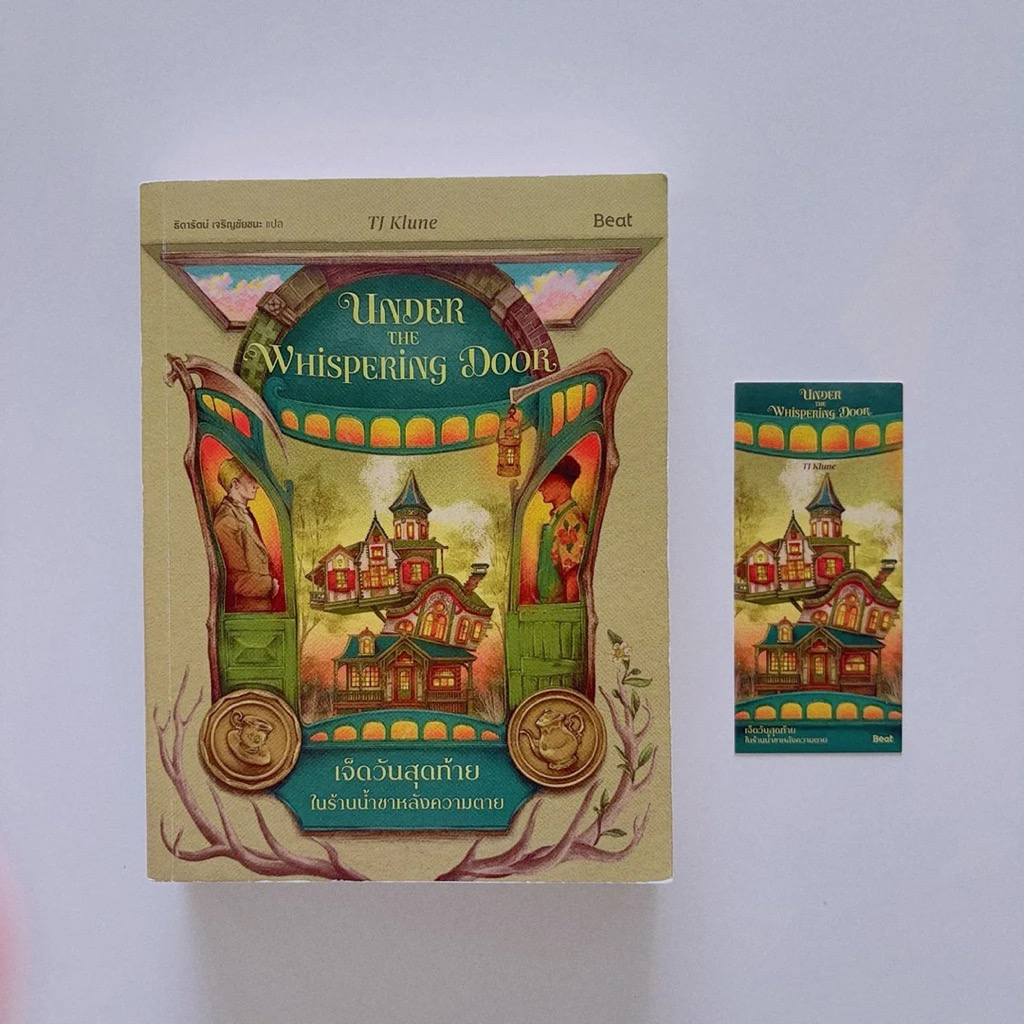 ธิดารัตน์ เจริญชัยชนะ แปล
TJ Klune
Beat
UNDER
THE
WHISPERING DOOR
เจ็ดวันสุดท้าย
ในร้านน้ำชาหลังความตาย
UNDER
THE
WHISPERING DOOR
TJ Klune
เจ็ดวันสุดท้าย
ในร้านน้ำชาหลังความตาย
Beat